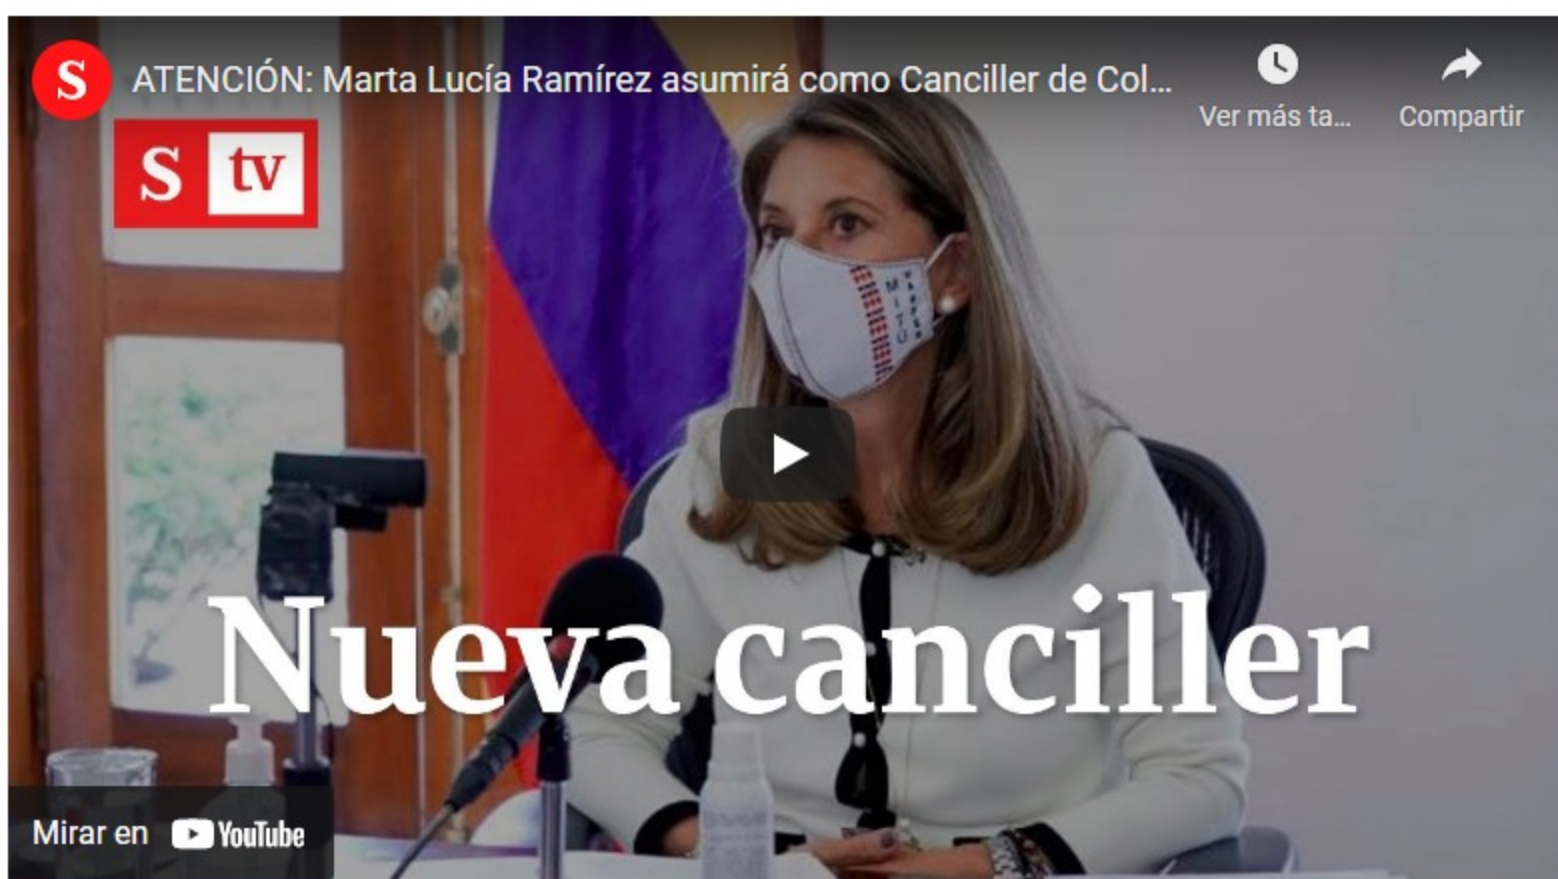 S
ATENCIÓN: Marta Lucía Ramírez asumirá como Canciller de Col...
Ver más ta...
Compartir
S tv
MITÚ
Nueva canciller
Mirar en YouTube